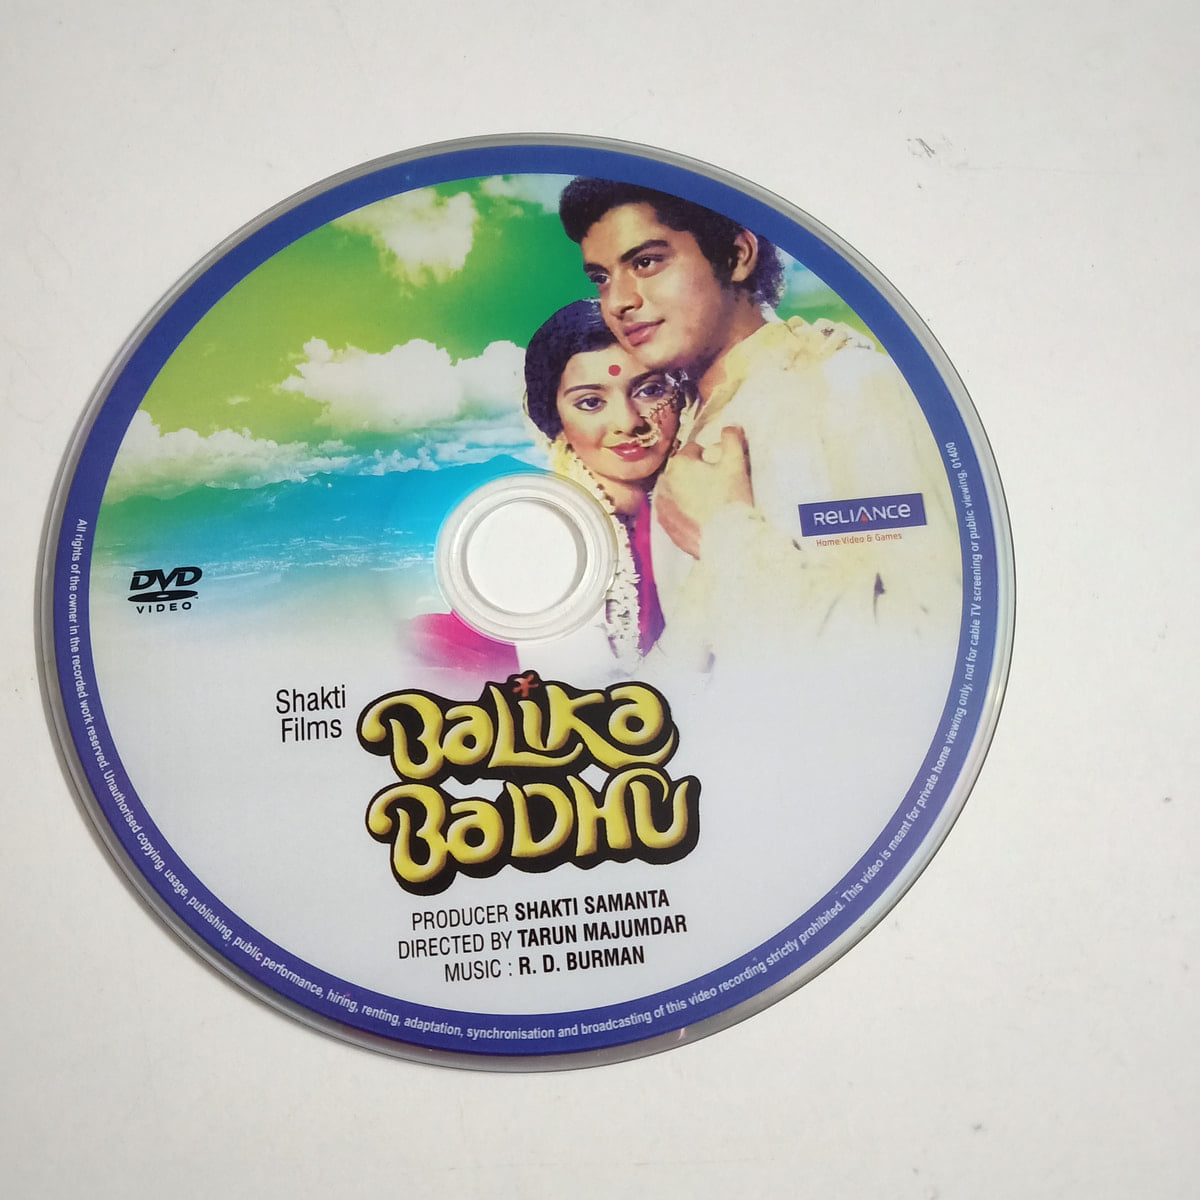 RELIANCE
Home Video & Games
DVD
VIDEO
Shakti
Films
BALIKA
BADHU
PRODUCER SHAKTI SAMANTA
DIRECTED BY TARUN MAJUMDAR
MUSIC : R. D. BURMAN
All rights of the owner in the recorded work reserved. Unauthorised copying, usage, publishing, public performance, hiring, renting, adaptation, synchronisation and broadcasting of this video recording strictly prohibited. This video is meant for private home viewing only, not for cable TV screening or public viewing. 01400